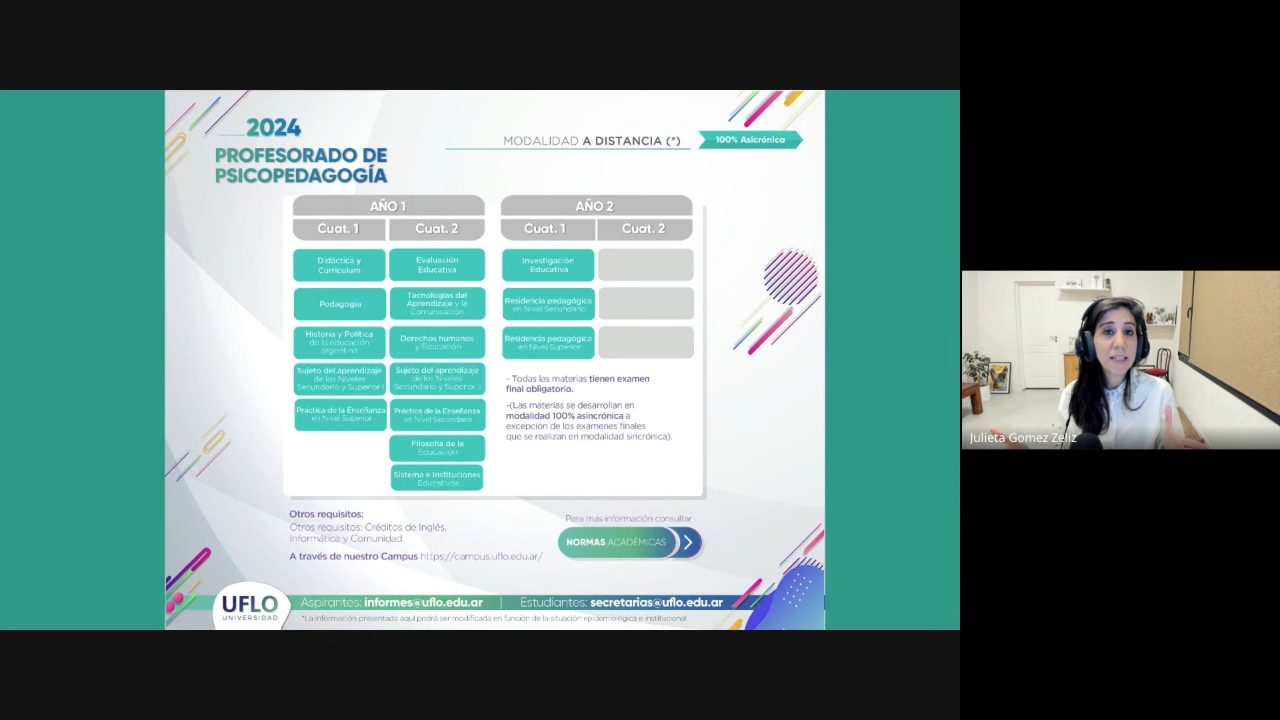 2024
PROFESORADO DE
PSICOPEDAGOGÍA
MODALIDAD A DISTANCIA (*)
100% Asicrónica
AÑO 1
Cuat. 1
Cuat. 2
Didáctica y
Curriculum
Evaluación
Educativa
Pedagogía
Tecnologías del
Aprendizaje y la
Comunicación
Historia y Política
de la educación
argentina
Derechos humanos
y Educación
Sujeto del aprendizaje
de los Niveles
Secundario y Superior I
Sujeto del aprendizaje
de los Niveles
Secundario y Superior II
Práctica de la Enseñanza
en Nivel Superior
Práctica de la Enseñanza
en Nivel Secundario
Filosofía de la
Educación
Sistema e Instituciones
Educativos
AÑO 2
Cuat. 1
Cuat. 2
Investigación
Educativa
Residencia pedagógica
en Nivel Secundario
Residencia pedagógica
en Nivel Superior
- Todas las materias tienen examen
final obligatorio.
-(Las materias se desarrollan en
modalidad 100% asincrónica a
excepción de los exámenes finales
que se realizan en modalidad sincrónica).
Otros requisitos:
Otros requisitos: Créditos de Inglés,
Informática y Comunidad
A través de nuestro Campus https://campus.uflo.edu.ar/
Para más información consultar
NORMAS ACADÉMICAS
UFLO
UNIVERSIDAD
Aspirantes: informes@uflo.edu.ar | Estudiantes: secretarias@uflo.edu.ar
*La información presentada aquí podrá ser modificada en función de la situación epidemiológica e institucional
Julieta Gomez Zeliz